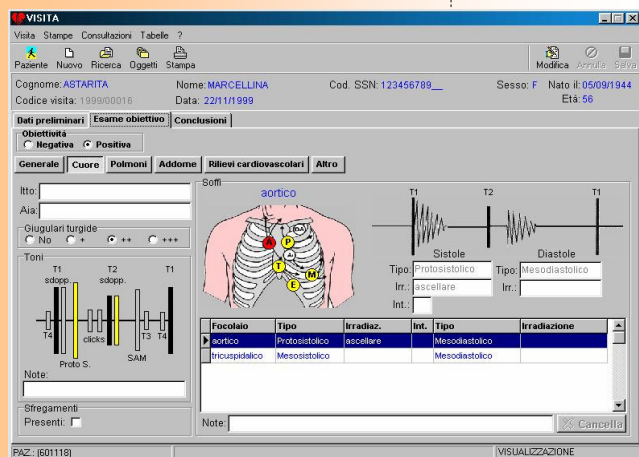 VISITA
Visita Stampe Consultazioni Tabelle ?
Paziente Nuovo Ricerca Oggetti Stampa Modifica Annulla Salva
Cognome: ASTARITA Nome: MARCELLINA Cod. SSN: 123456789__ Sesso: F Nato il: 05/09/1944
Codice visita: 1999/00016 Data: 22/11/1999 Età: 56
Dati preliminari Esame obiettivo Conclusioni
Obiettività
Negativa Positiva
Generale Cuore Polmoni Addome Rilievi cardiovascolari Altro
Itto:
Aia:
Giugulari turgide
No + ++ +++
Toni
T1 T2 T1
sdopp. sdopp.
T4 clicks T3 T4
Proto S. SAM
Note:
Sfregamenti
Presenti:
Soffi
aortico
A P T M E
T1 T2 T1
Sistole Diastole
Tipo: Protosistolico Tipo: Mesodiastolico
Irr.: ascellare Irr.:
Int.:
Focolaio Tipo Irradiaz. Int. Tipo Irradiazione
aortico Protosistolico ascellare Mesodiastolico
tricuspidalico Mesosistolico Mesodiastolico
Note: Cancella
PAZ.: (601118) VISUALIZZAZIONE